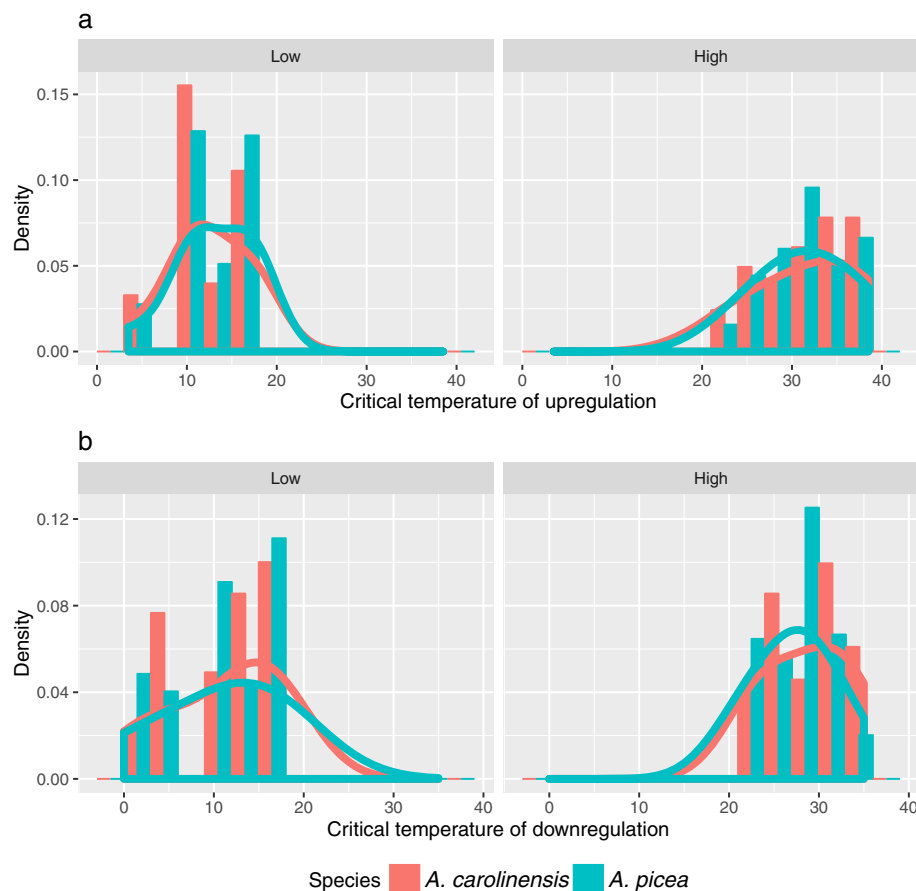 a
Low
High
0.15
0.10
0.05
0.00
Density
0 10 20 30 40
0 10 20 30 40
Critical temperature of upregulation
b
Low
High
0.12
0.08
0.04
0.00
Density
0 10 20 30 40
0 10 20 30 40
Critical temperature of downregulation
Species A. carolinensis A. picea